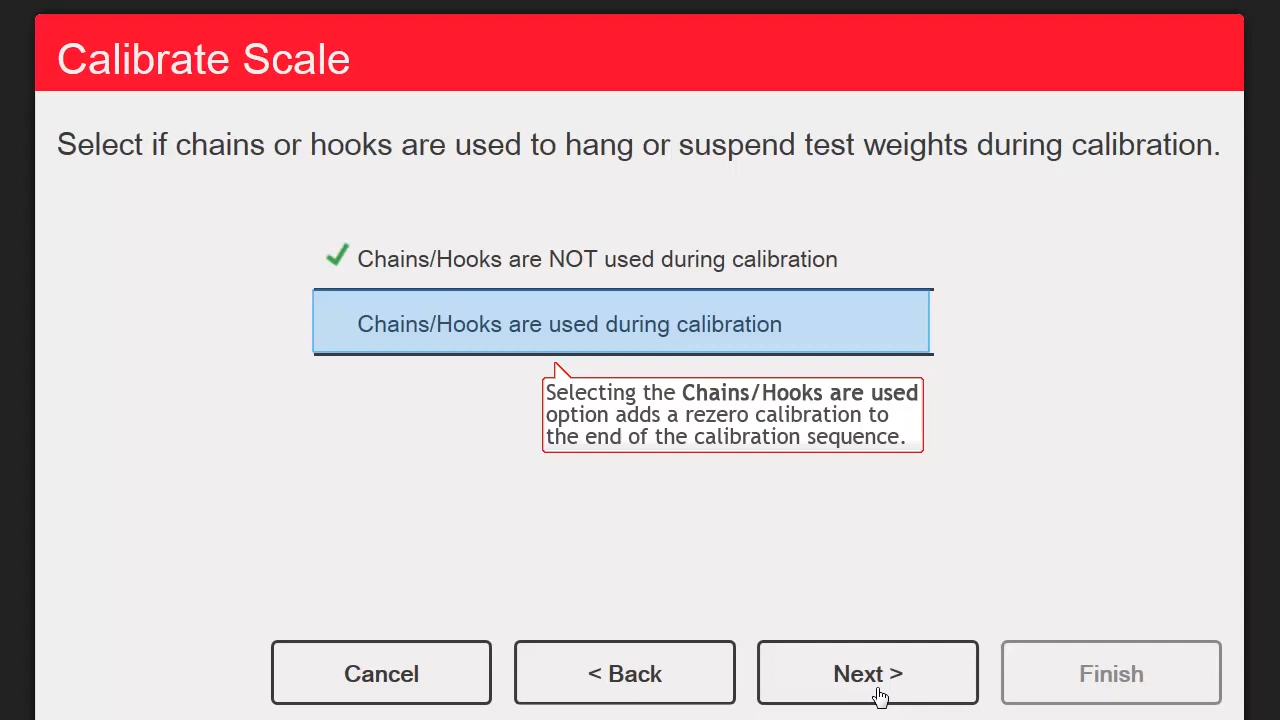 Calibrate Scale
Select if chains or hooks are used to hang or suspend test weights during calibration.
Chains/Hooks are NOT used during calibration
Chains/Hooks are used during calibration
Selecting the Chains/Hooks are used
option adds a rezero calibration to
the end of the calibration sequence.
Cancel
< Back
Next >
Finish